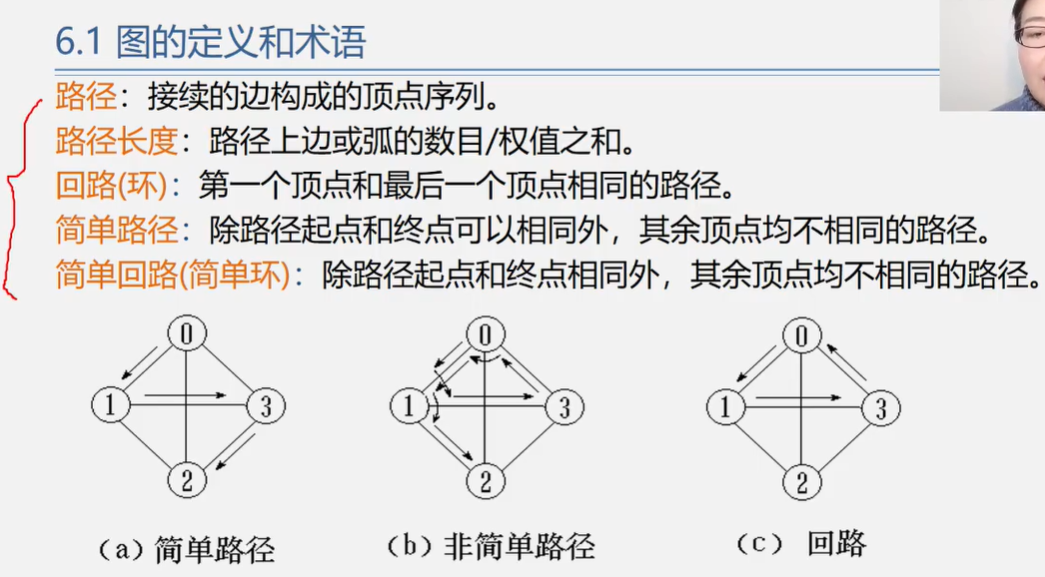 6.1 图的定义和术语
路径：接续的边构成的顶点序列。
路径长度：路径上边或弧的数目/权值之和。
回路(环)：第一个顶点和最后一个顶点相同的路径。
简单路径：除路径起点和终点可以相同外，其余顶点均不相同的路径。
简单回路(简单环)：除路径起点和终点相同外，其余顶点均不相同的路径。
0 0 0
1 3 1 3 1 3
2 2 2
（a）简单路径 （b）非简单路径 （c） 回路